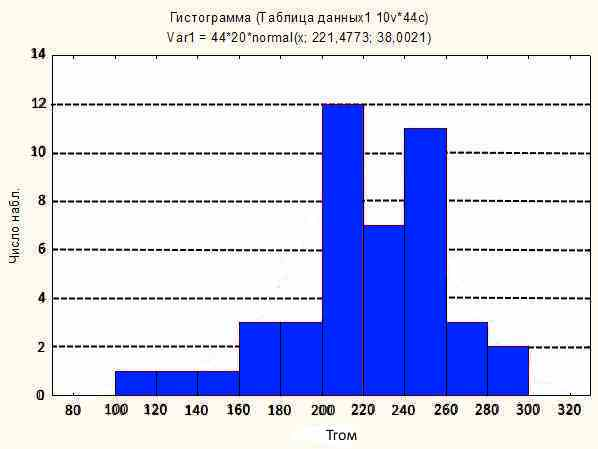 Гистограмма (Таблица данных1 10v*44c)
Var1 = 44*20*normal(x; 221,4773; 38,0021)
Число набл.
14
12
10
8
6
4
2
0
80 100 120 140 160 180 200 220 240 260 280 300 320
Тгом